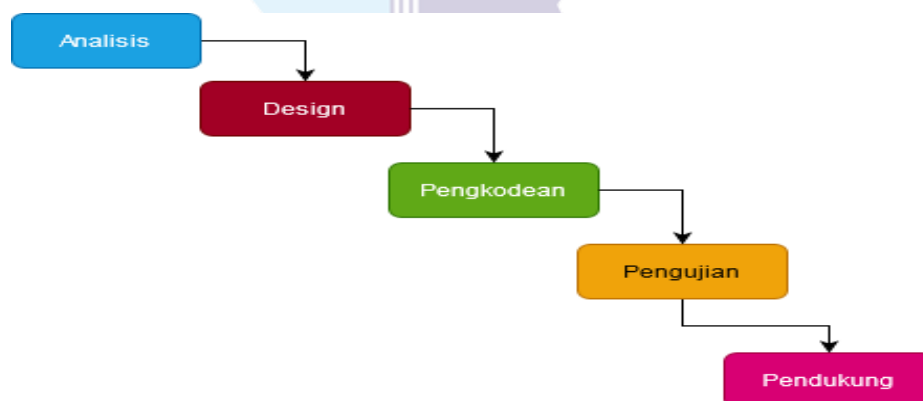 Analisis
Design
Pengkodean
Pengujian
Pendukung